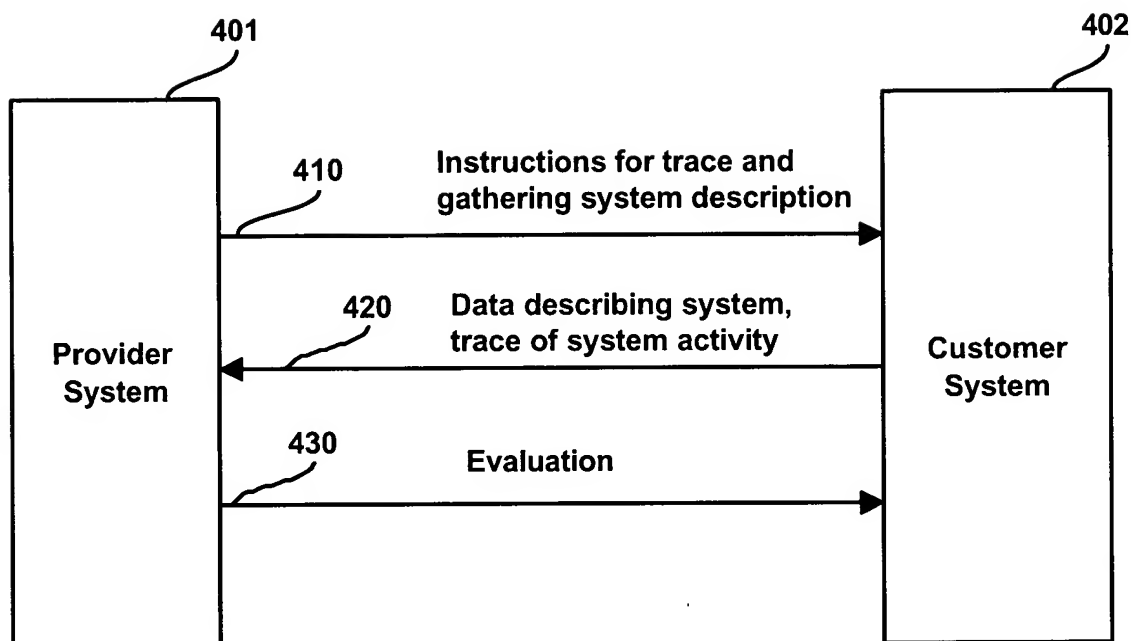 401
402
410
Instructions for trace and
gathering system description
420
Data describing system,
trace of system activity
Provider
System
Customer
System
430
Evaluation